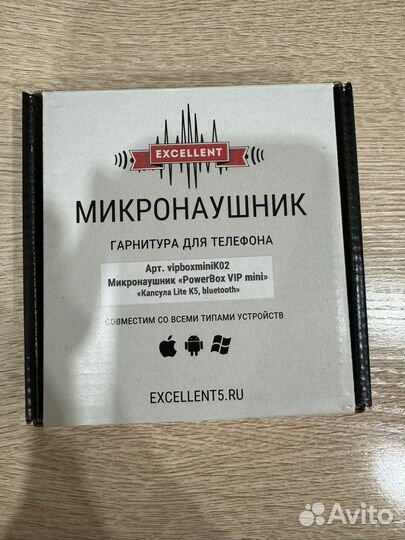 EXCELLENT
МИКРОНАУШНИК
ГАРНИТУРА ДЛЯ ТЕЛЕФОНА
Арт. vipboxminiK02
Микронаушник «PowerBox VIP mini»
«Капсула Lite K5, bluetooth»
СОВМЕСТИМ СО ВСЕМИ ТИПАМИ УСТРОЙСТВ
EXCELLENT5.RU
Avito